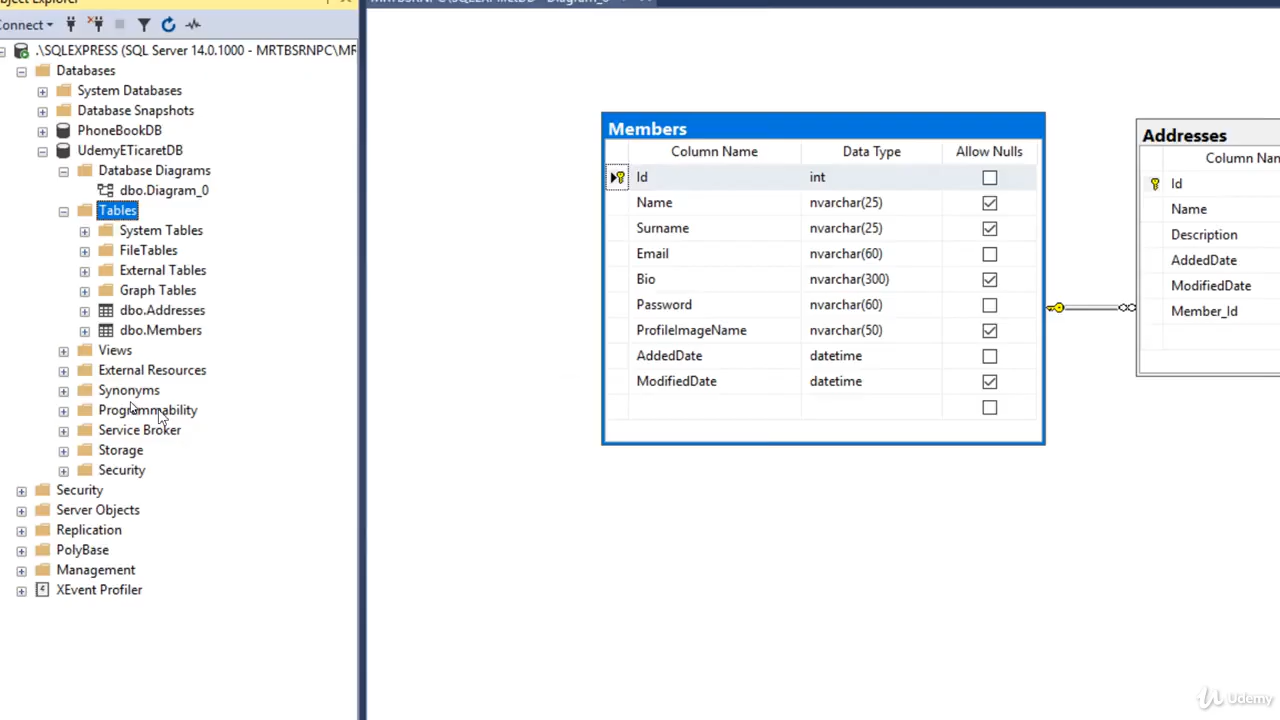 Connect
.\SQLEXPRESS (SQL Server 14.0.1000 - MRTBSRNPC\MR
Databases
System Databases
Database Snapshots
PhoneBookDB
UdemyETicaretDB
Database Diagrams
dbo.Diagram_0
Tables
System Tables
FileTables
External Tables
Graph Tables
dbo.Addresses
dbo.Members
Views
External Resources
Synonyms
Programmability
Service Broker
Storage
Security
Security
Server Objects
Replication
PolyBase
Management
XEvent Profiler
Members
Column Name Data Type Allow Nulls
Id int
Name nvarchar(25)
Surname nvarchar(25)
Email nvarchar(60)
Bio nvarchar(300)
Password nvarchar(60)
ProfileImageName nvarchar(50)
AddedDate datetime
ModifiedDate datetime
Addresses
Column Na
Id
Name
Description
AddedDate
ModifiedDate
Member_Id
Udemy